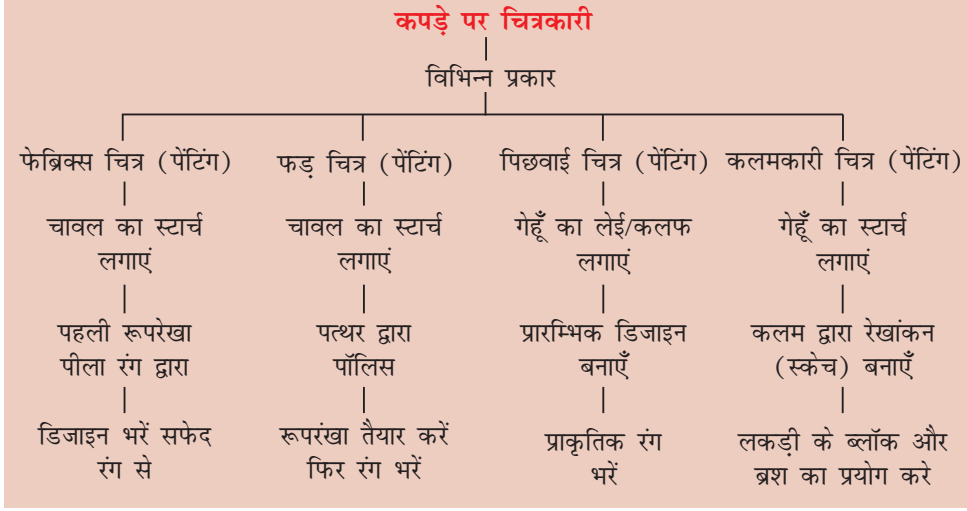 कपड़े पर चित्रकारी
विभिन्न प्रकार
फेब्रिक्स चित्र (पेंटिंग)
चावल का स्टार्च
लगाएं
पहली रूपरेखा
पीला रंग द्वारा
डिजाइन भरें सफेद
रंग से
फड़ चित्र (पेंटिंग)
चावल का स्टार्च
लगाएं
पत्थर द्वारा
पॉलिस
रूपरंखा तैयार करें
फिर रंग भरें
पिछवाई चित्र (पेंटिंग)
गेहूँ का लेई/कलफ
लगाएं
प्रारम्भिक डिजाइन
बनाएँ
प्राकृतिक रंग
भरें
कलमकारी चित्र (पेंटिंग)
गेहूँ का स्टार्च
लगाएं
कलम द्वारा रेखांकन
(स्केच) बनाएँ
लकड़ी के ब्लॉक और
ब्रश का प्रयोग करे